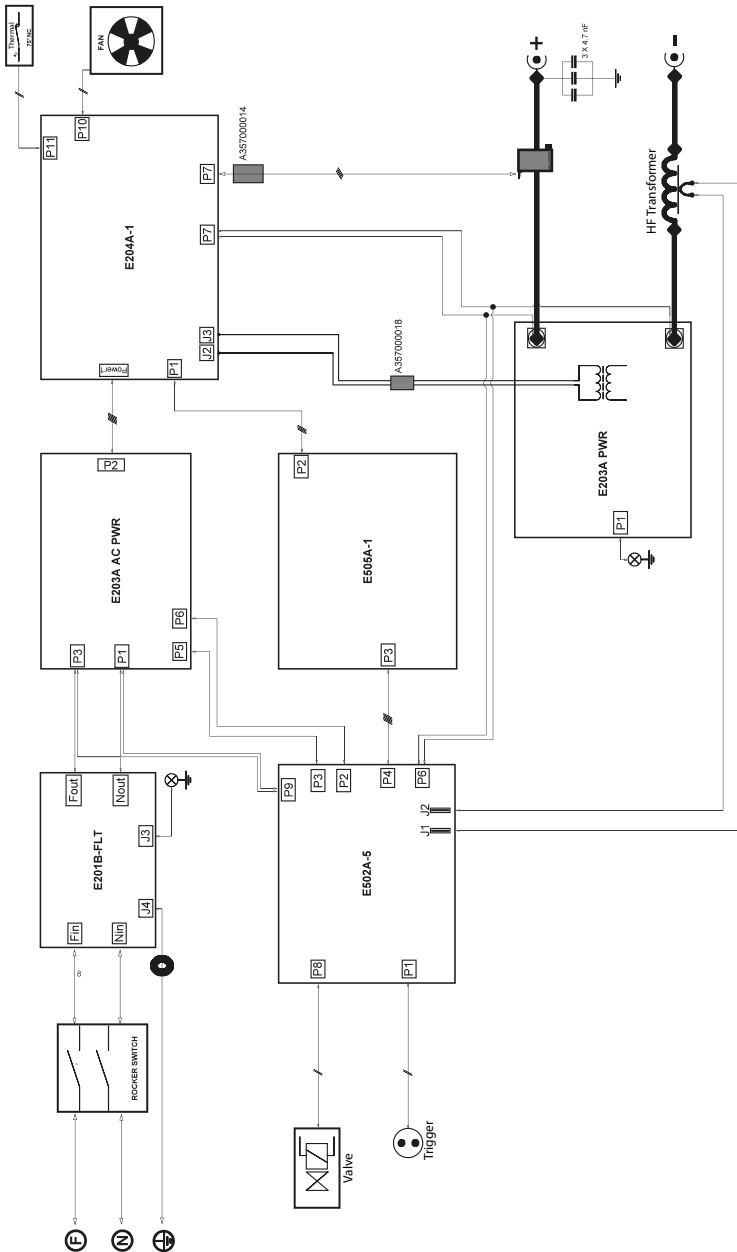 Thermal
75° NC
FAN
P11
P10
A357000014
P7
P7
E204A-1
J3
J2
Power1
P1
+
3 X 4.7 nF
-
HF Transformer
A357000018
P2
E203A AC PWR
P6
P5
P3
P1
P2
E505A-1
P3
E203A PWR
P1
Fout
Nout
E201B-FLT
J3
J4
Fin
Nin
P9
P3
P2
P4
P6
J2
J1
E502A-5
P8
P1
8
ROCKER SWITCH
Valve
Trigger
F
N